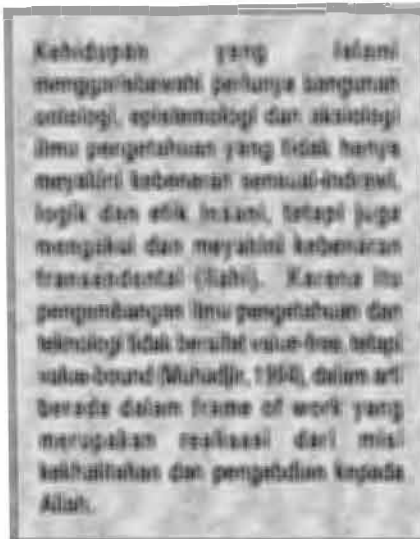 Kehidupan yang Islami
menggarisbawahi perlunya bangunan
ontologi, epistemologi dan aksiologi
ilmu pengetahuan yang tidak hanya
meyakini kebenaran sensual-indrawi,
logik dan etik insani, tetapi juga
mengakui dan meyakini kebenaran
transendental (Ilahi). Karena itu
pengembangan ilmu pengetahuan dan
teknologi tidak bersifat value-free, tetapi
value-bound (Muhadjir, 1994), dalam arti
berada dalam frame of work yang
merupakan realisasi dari misi
kekhalifahan dan pengabdian kepada
Allah.